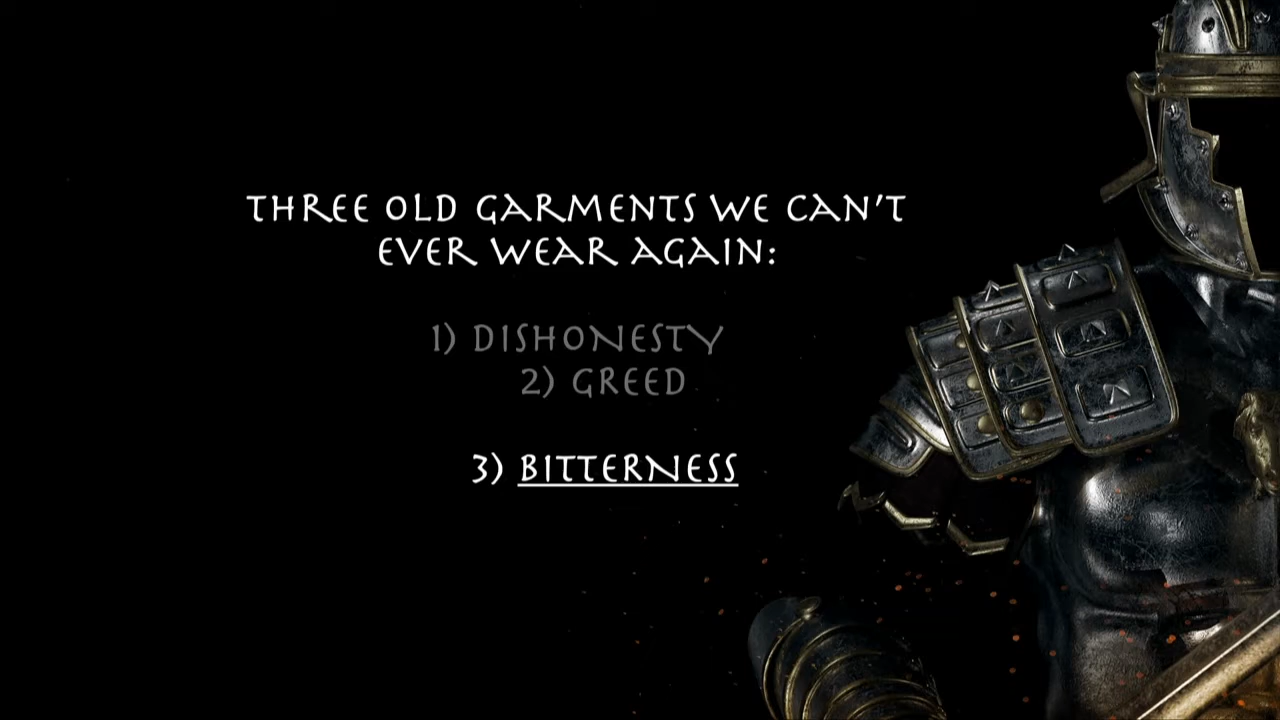 THREE OLD GARMENTS WE CAN'T
EVER WEAR AGAIN:
1) DISHONESTY
2) GREED
3) BITTERNESS